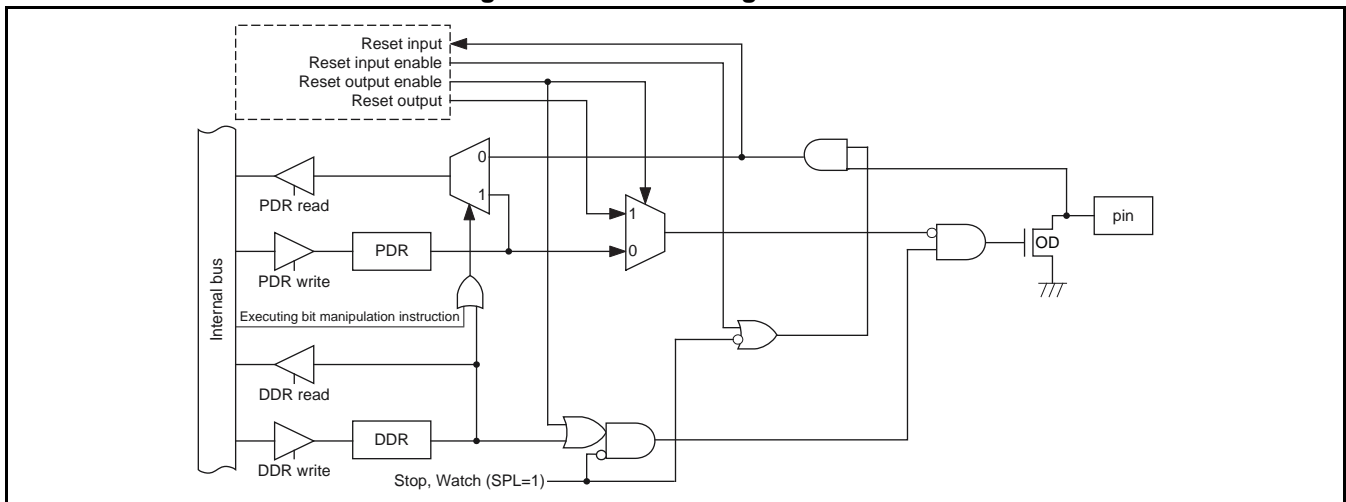 Reset input
Reset input enable
Reset output enable
Reset output
0
1
PDR read
1
pin
PDR
0
OD
PDR write
Internal bus
Executing bit manipulation instruction
DDR read
DDR
DDR write
Stop, Watch (SPL=1)